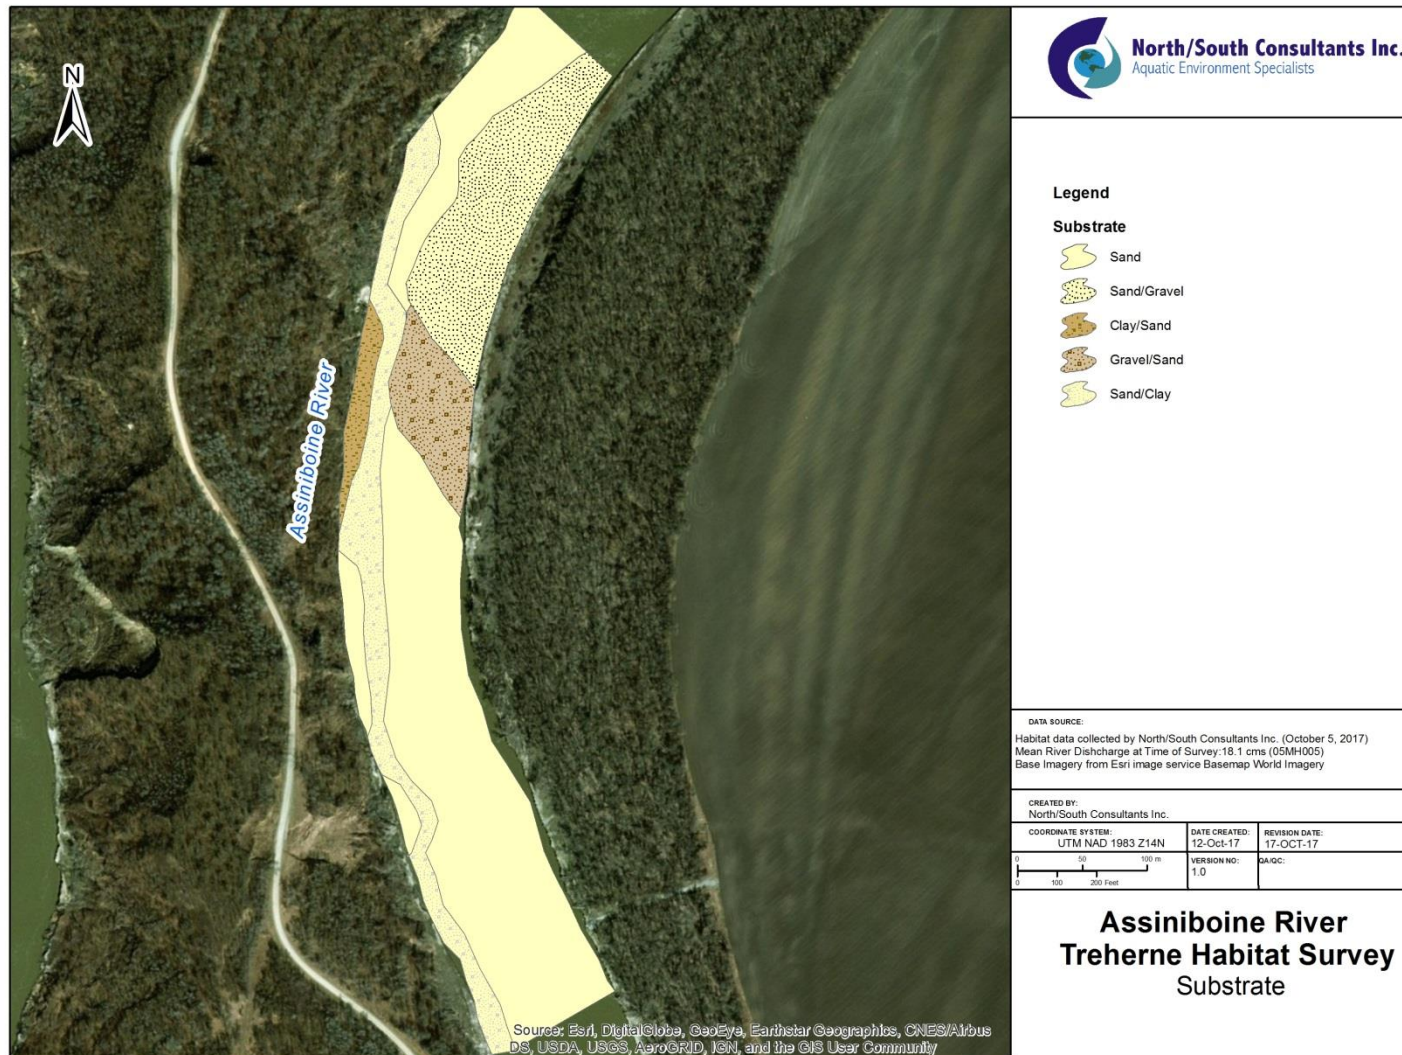 N
Assiniboine River
Source: Esri, DigitalGlobe, GeoEye, Earthstar Geographics, CNES/Airbus
DS, USDA, USGS, AeroGRID, IGN, and the GIS User Community
North/South Consultants Inc.
Aquatic Environment Specialists
Legend
Substrate
Sand
Sand/Gravel
Clay/Sand
Gravel/Sand
Sand/Clay
DATA SOURCE:
Habitat data collected by North/South Consultants Inc. (October 5, 2017)
Mean River Dishcharge at Time of Survey:18.1 cms (05MH005)
Base Imagery from Esri image service Basemap World Imagery
CREATED BY:
North/South Consultants Inc.
COORDINATE SYSTEM:
UTM NAD 1983 Z14N
DATE CREATED:
12-Oct-17
REVISION DATE:
17-OCT-17
0 50 100 m
0 100 200 Feet
VERSION NO:
1.0
QA/QC:
Assiniboine River
Treherne Habitat Survey
Substrate